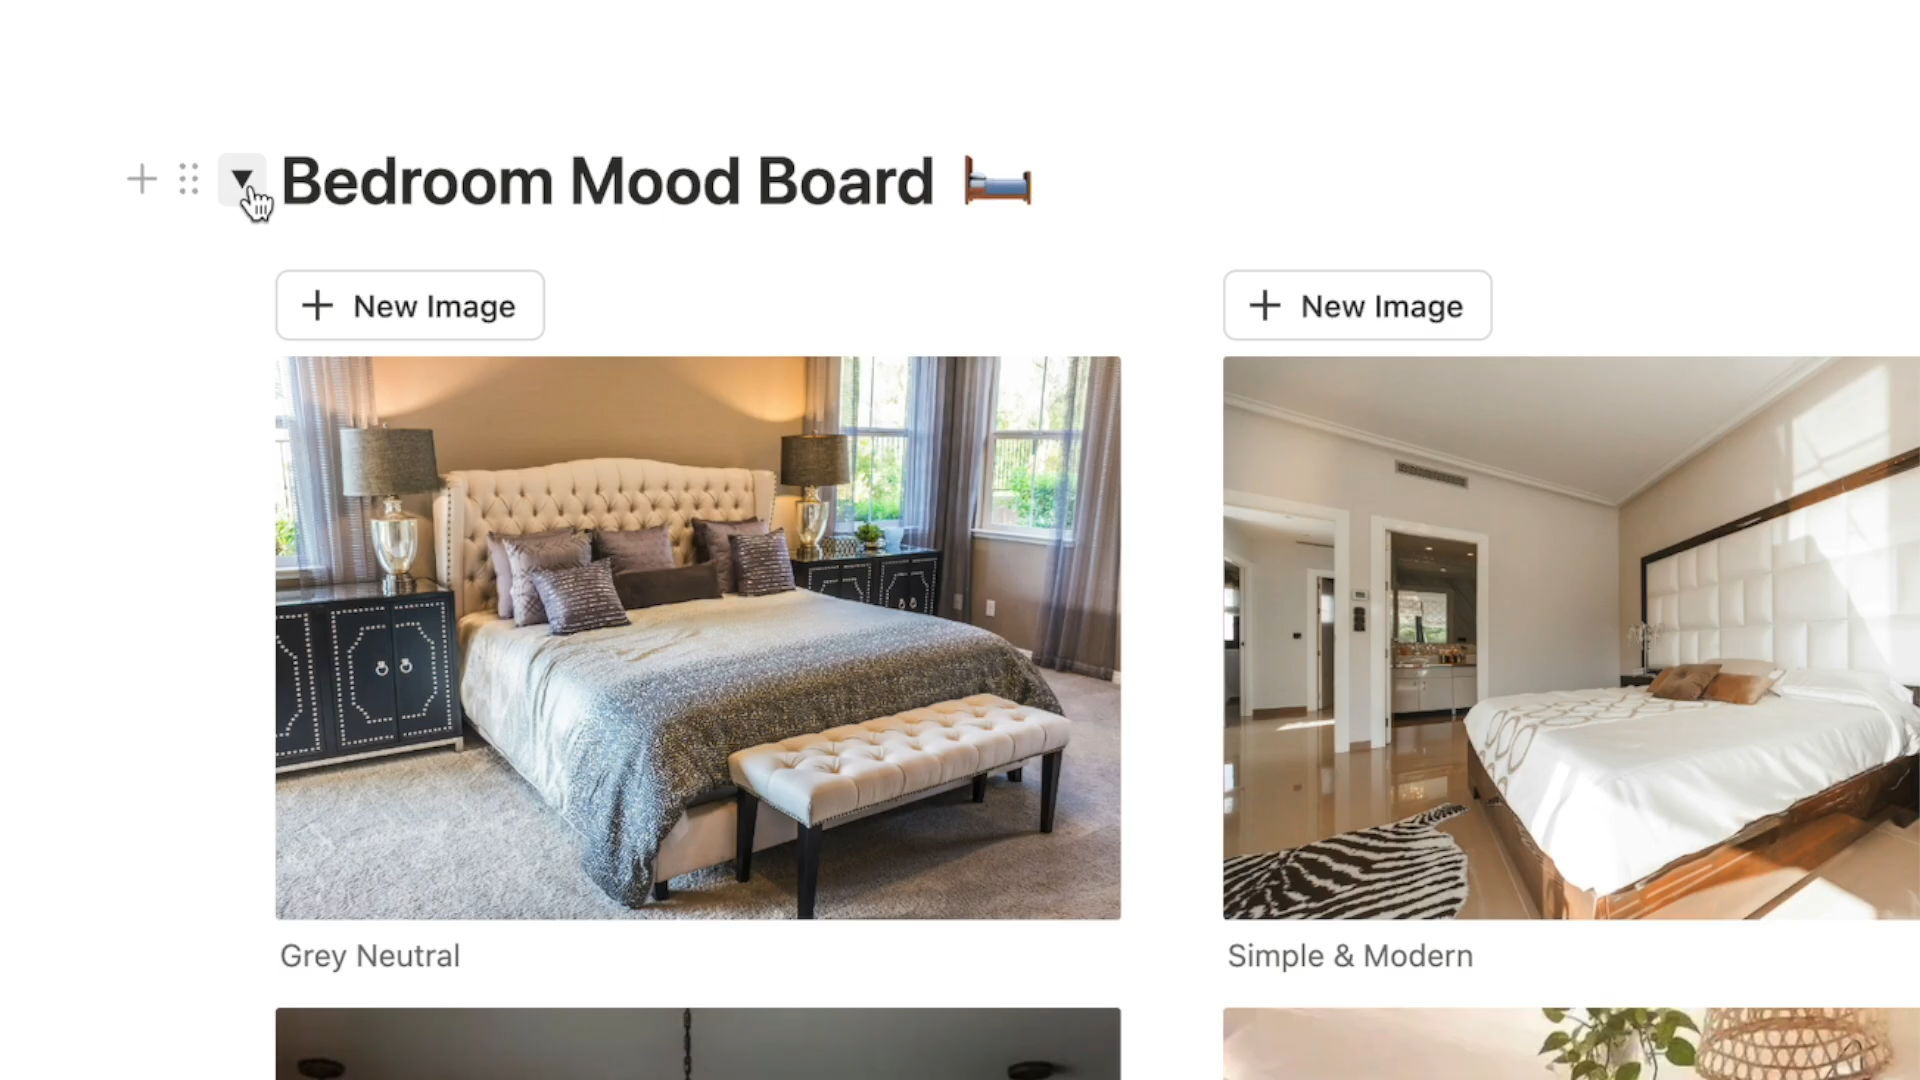 Bedroom Mood Board 🛏️
New Image
New Image
Grey Neutral
Simple & Modern